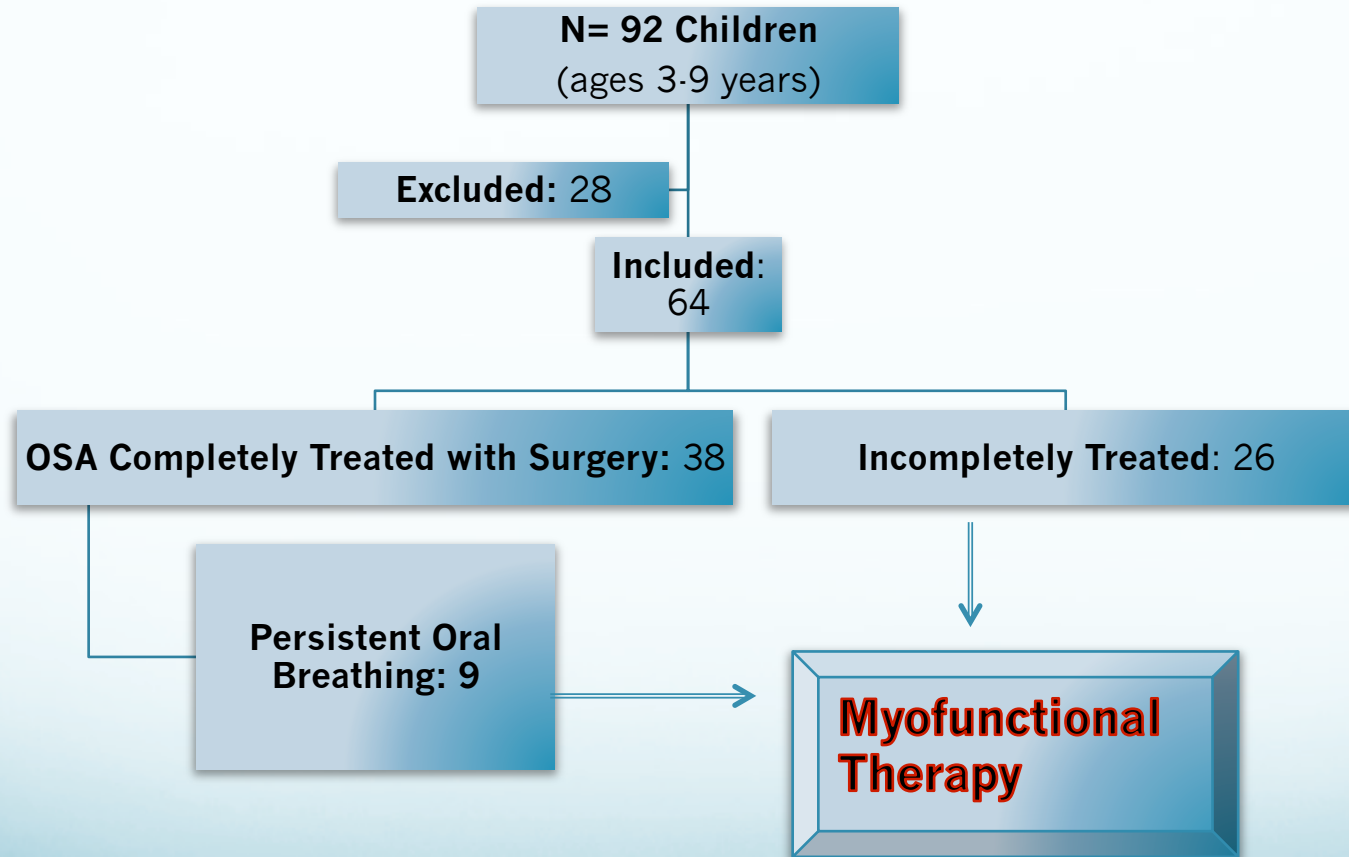 N= 92 Children
(ages 3-9 years)
Excluded: 28
Included:
64
OSA Completely Treated with Surgery: 38
Incompletely Treated: 26
Persistent Oral
Breathing: 9
Myofunctional
Therapy